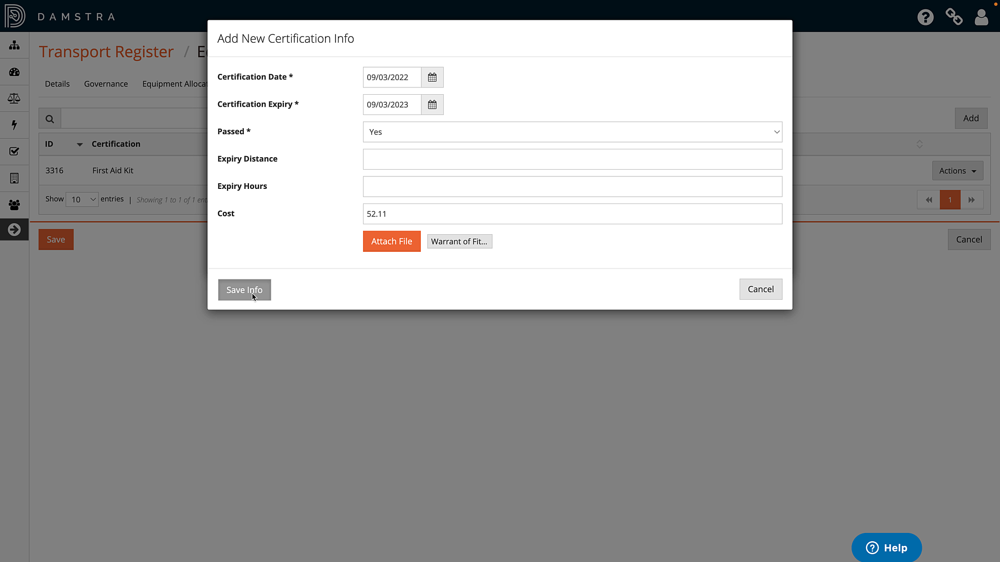 DAMSTRA
Add New Certification Info
Transport Register /
Details Governance Equipment
Certification Date * 09/03/2022
Certification Expiry * 09/03/2023
Passed * Yes
Add
ID Certification
Expiry Distance
3316 First Aid Kit
Actions
Expiry Hours
Show 10 entries | Showing 1 to 1 of 1
1
Cost 52.11
Attach File Warrant of Fit...
Save
Cancel
Save Info
Cancel
Help